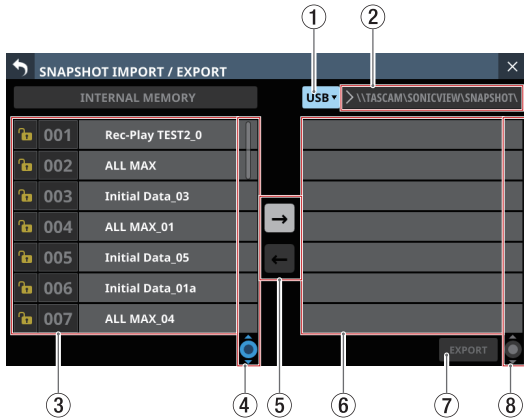 ① ②
SNAPSHOT IMPORT / EXPORT ×
INTERNAL MEMORY USB ▾ > \\TASCAM\SONICVIEW\SNAPSHOT\
001 Rec-Play TEST2_0
002 ALL MAX
003 Initial Data_03
004 ALL MAX_01
→
005 Initial Data_05
←
006 Initial Data_01a
007 ALL MAX_04
EXPORT
③ ④ ⑤ ⑥ ⑦ ⑧